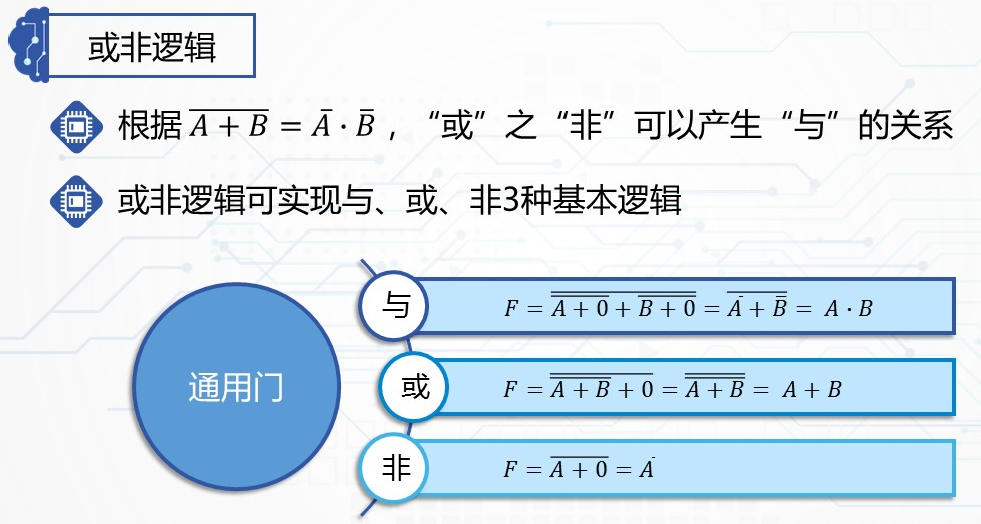 或非逻辑
根据 $\overline{A+B}=\bar{A}\cdot\bar{B}$ ，“或”之“非”可以产生“与”的关系
或非逻辑可实现与、或、非3种基本逻辑
通用门
与 $F=\overline{\overline{A+0}+\overline{B+0}}=\overline{\bar{A}+\bar{B}}=A\cdot B$
或 $F=\overline{\overline{A+B}+0}=\overline{\overline{A+B}}=A+B$
非 $F=\overline{A+0}=\bar{A}$